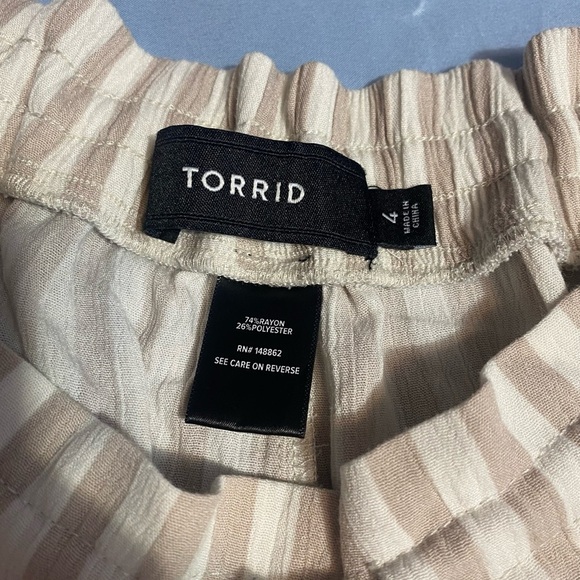 TORRID
4
MADE IN
CHINA
74%RAYON
26%POLYESTER
RN# 148862
SEE CARE ON REVERSE